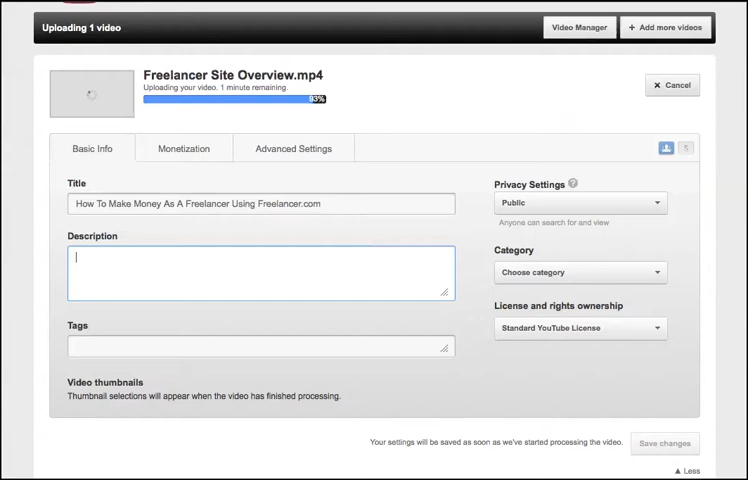 Uploading 1 video
Video Manager
+ Add more videos
Freelancer Site Overview.mp4
Uploading your video. 1 minute remaining.
93%
× Cancel
Basic Info
Monetization
Advanced Settings
Title
How To Make Money As A Freelancer Using Freelancer.com
Description
Tags
Video thumbnails
Thumbnail selections will appear when the video has finished processing.
Privacy Settings ?
Public
Anyone can search for and view
Category
Choose category
License and rights ownership
Standard YouTube License
Your settings will be saved as soon as we've started processing the video.
Save changes
▲ Less